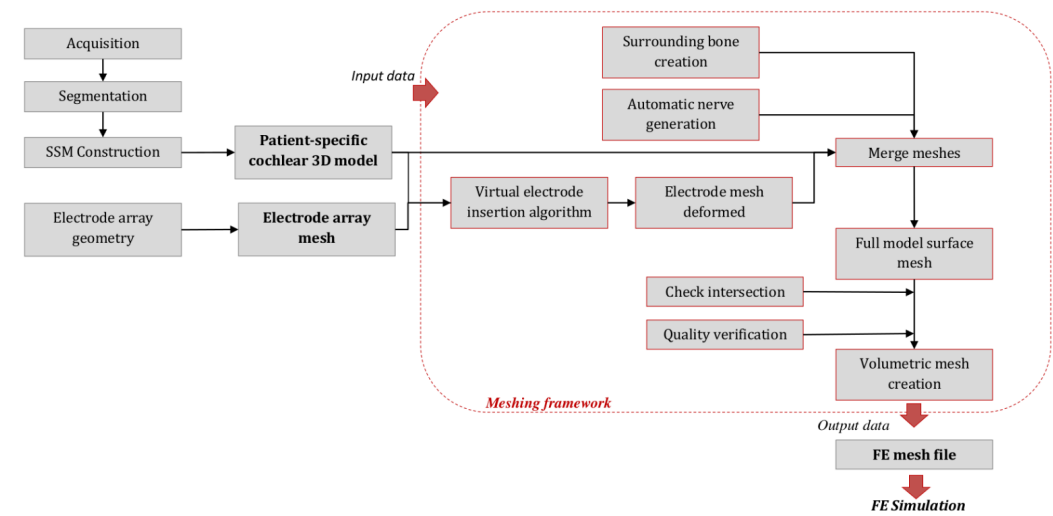 Acquisition
Segmentation
SSM Construction
Patient-specific
cochlear 3D model
Electrode array
geometry
Electrode array
mesh
Input data
Surrounding bone
creation
Automatic nerve
generation
Merge meshes
Virtual electrode
insertion algorithm
Electrode mesh
deformed
Full model surface
mesh
Check intersection
Quality verification
Volumetric mesh
creation
Meshing framework
Output data
FE mesh file
FE Simulation